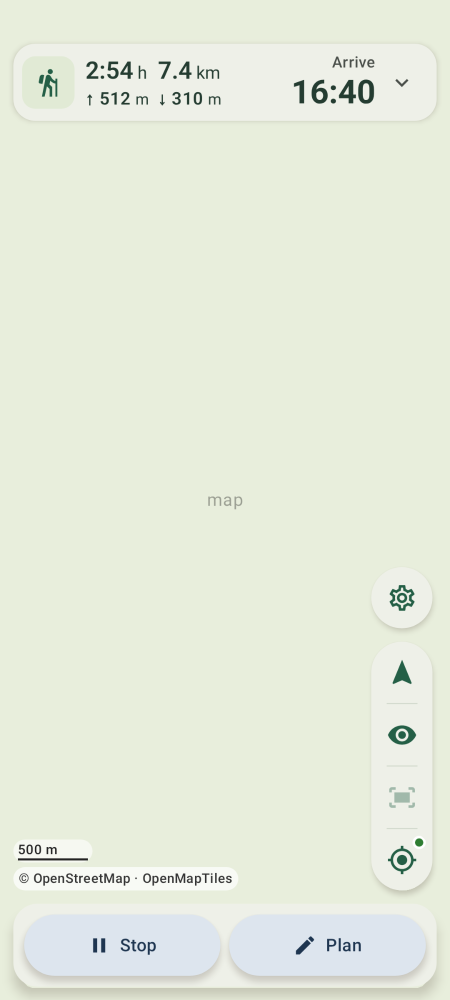 2:54 h 7.4 km
↑ 512 m ↓ 310 m
Arrive
16:40
map
500 m
© OpenStreetMap · OpenMapTiles
Stop
Plan